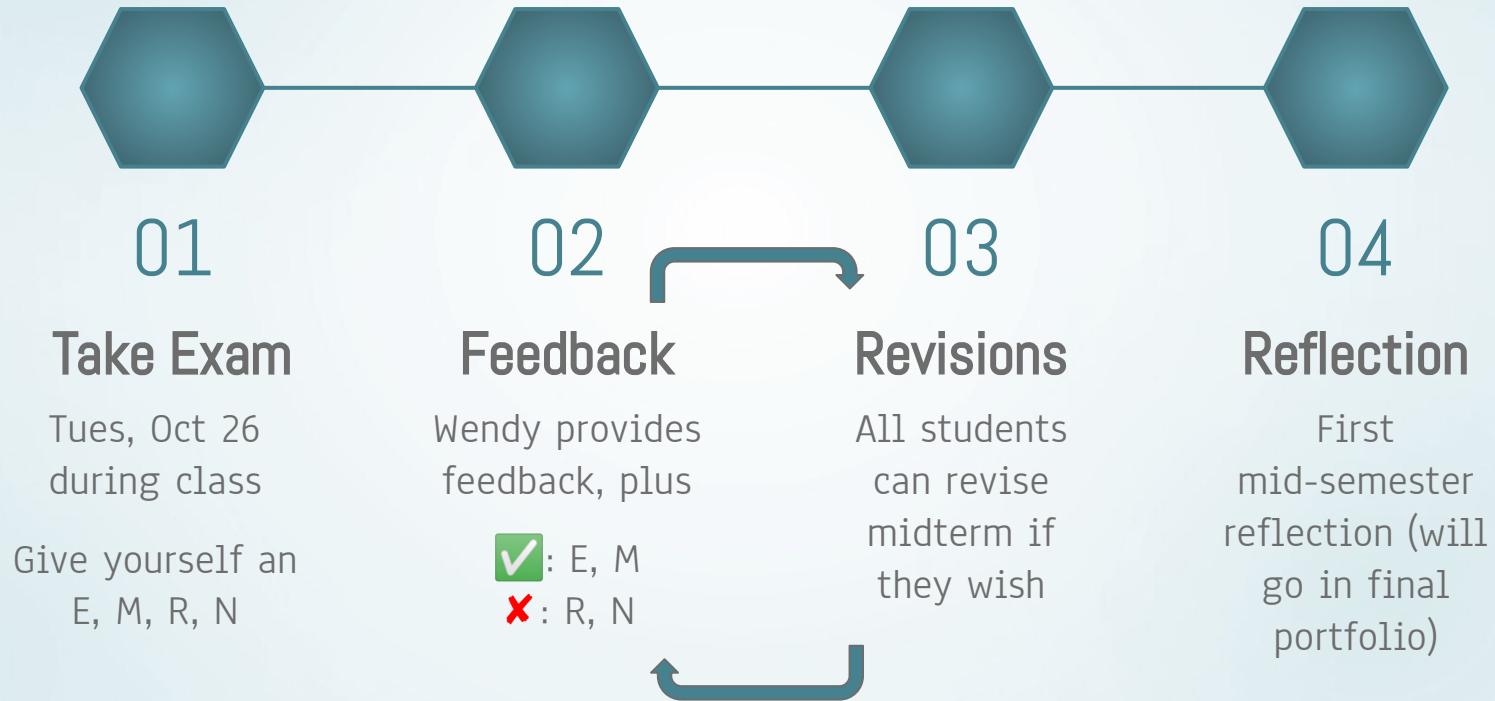 01
Take Exam
Tues, Oct 26
during class
Give yourself an
E, M, R, N
02
Feedback
Wendy provides
feedback, plus
✅: E, M
✘: R, N
03
Revisions
All students
can revise
midterm if
they wish
04
Reflection
First
mid-semester
reflection (will
go in final
portfolio)